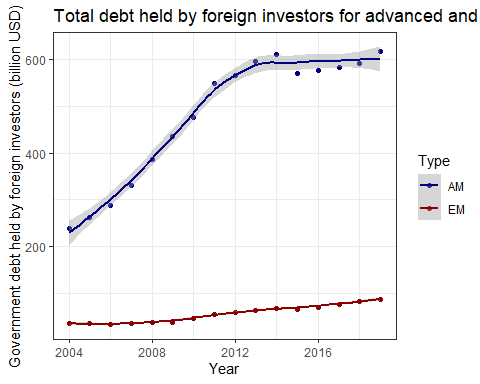 Total debt held by foreign investors for advanced and
Government debt held by foreign investors (billion USD)
600
400
200
2004
2008
2012
2016
Year
Type
AM
EM